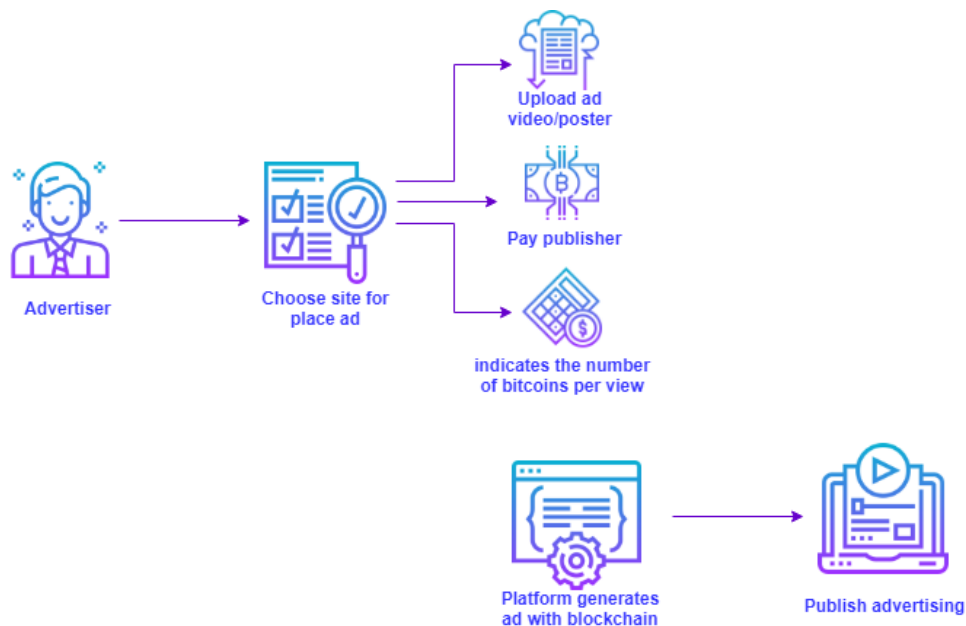 Upload ad
video/poster
Pay publisher
Advertiser
Choose site for
place ad
indicates the number
of bitcoins per view
Platform generates
ad with blockchain
Publish advertising